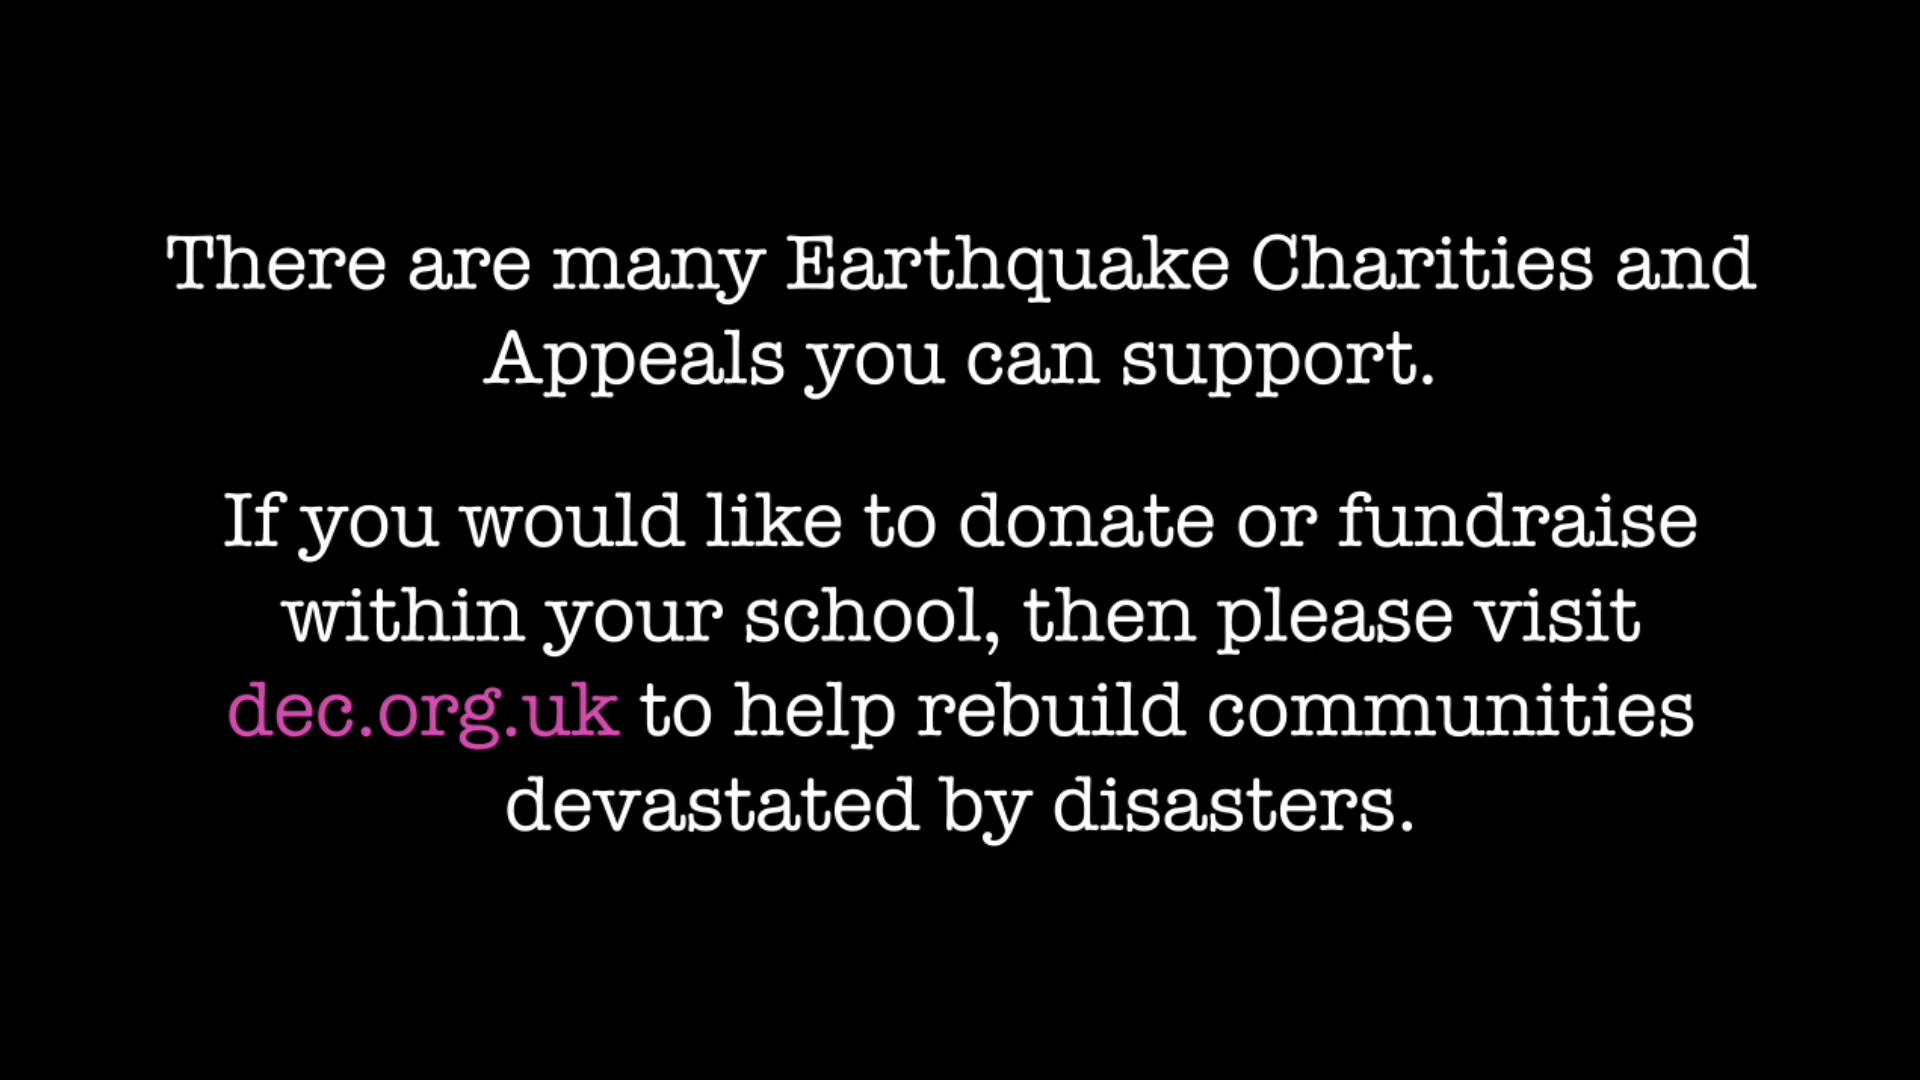 There are many Earthquake Charities and
Appeals you can support.
If you would like to donate or fundraise
within your school, then please visit
dec.org.uk to help rebuild communities
devastated by disasters.